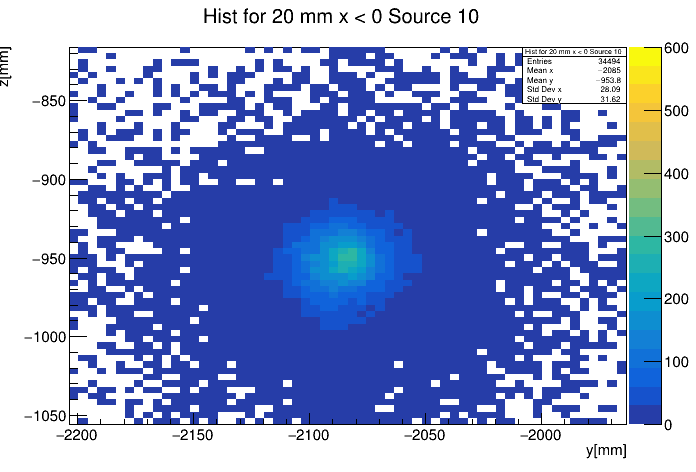 Hist for 20 mm x < 0 Source 10
z[mm]
Hist for 20 mm x < 0 Source 10
Entries 34494
Mean x −2085
Mean y −953.8
Std Dev x 28.09
Std Dev y 31.62
600
500
400
300
200
100
0
−850
−900
−950
−1000
−1050
−2200 −2150 −2100 −2050 −2000
y[mm]